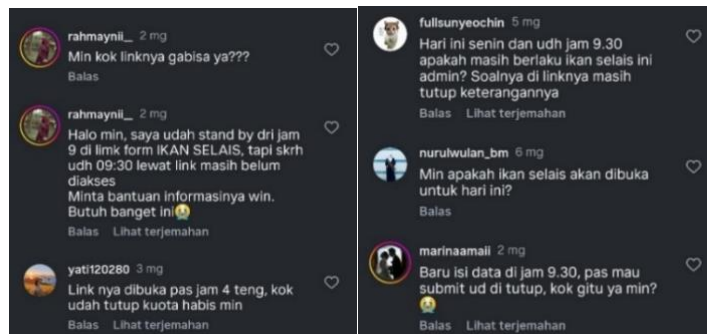 rahmaynii_ 2 mg
Min kok linknya gabisa ya???
Balas
rahmaynii_ 2 mg
Halo min, saya udah stand by dri jam
9 di limk form IKAN SELAIS, tapi skrh
udh 09:30 lewat link masih belum
diakses
Minta bantuan informasinya win.
Butuh banget ini😭
Balas Lihat terjemahan
yati120280 3 mg
Link nya dibuka pas jam 4 teng, kok
udah tutup kuota habis min
Balas Lihat terjemahan
fullsunyeochin 5 mg
Hari ini senin dan udh jam 9.30
apakah masih berlaku ikan selais ini
admin? Soalnya di linknya masih
tutup keterangannya
Balas Lihat terjemahan
nurulwulan_bm 6 mg
Min apakah ikan selais akan dibuka
untuk hari ini?
Balas
marinaamaii 2 mg
Baru isi data di jam 9.30, pas mau
submit ud di tutup, kok gitu ya min?
😭
Balas Lihat terjemahan